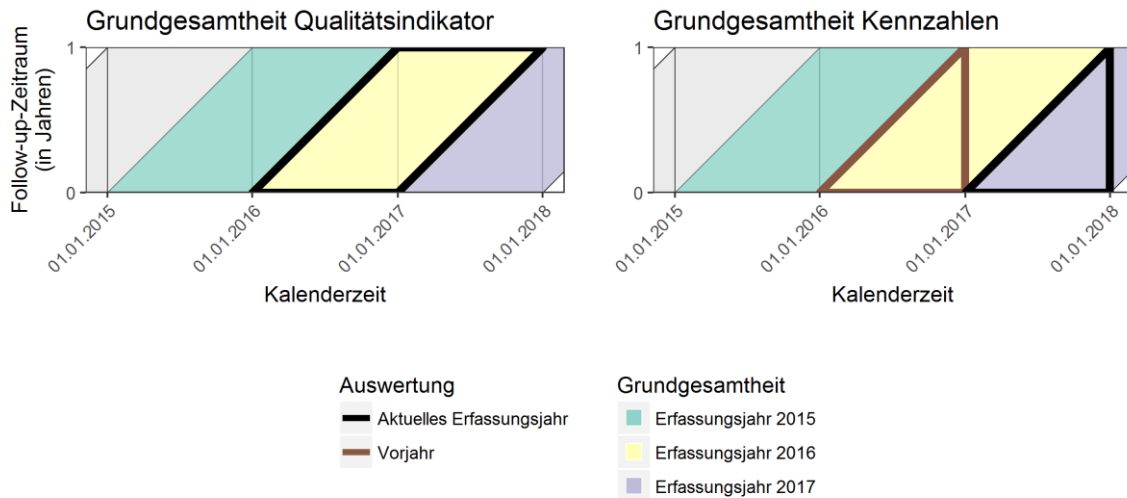 Grundgesamtheit Qualitätsindikator
Grundgesamtheit Kennzahlen
Follow-up-Zeitraum
(in Jahren)
1
0
01.01.2015
01.01.2016
01.01.2017
01.01.2018
Kalenderzeit
1
0
01.01.2015
01.01.2016
01.01.2017
01.01.2018
Kalenderzeit
Auswertung
Aktuelles Erfassungsjahr
Vorjahr
Grundgesamtheit
Erfassungsjahr 2015
Erfassungsjahr 2016
Erfassungsjahr 2017